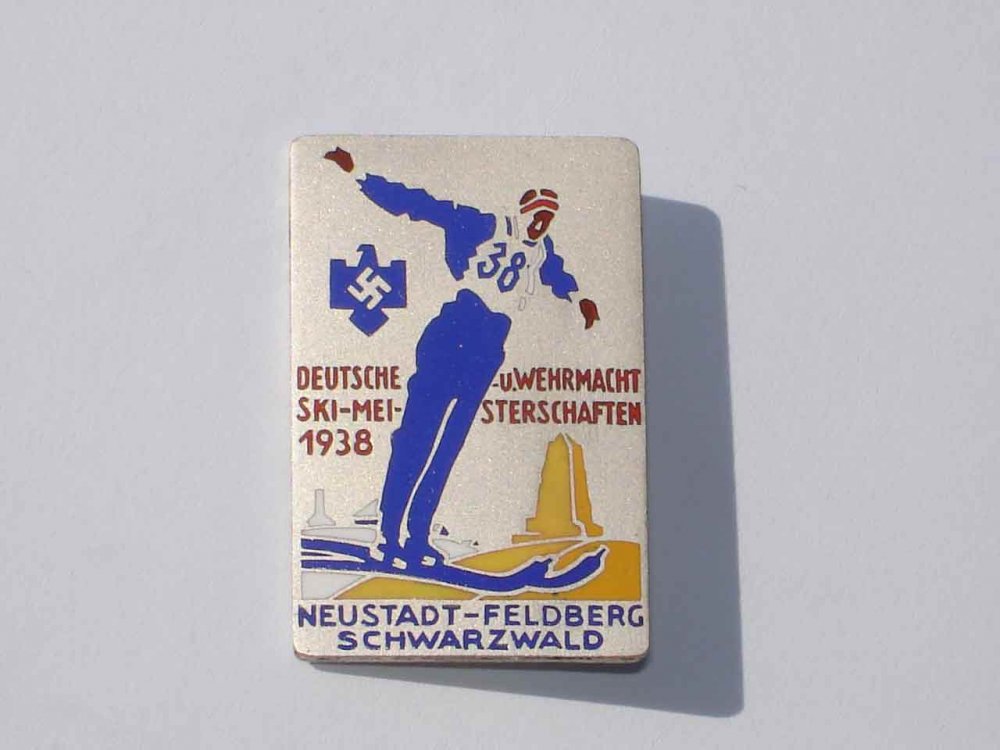 38
DEUTSCHE -u.WEHRMACHT
SKI-MEI- STERSCHAFTEN
1938
NEUSTADT-FELDBERG
SCHWARZWALD